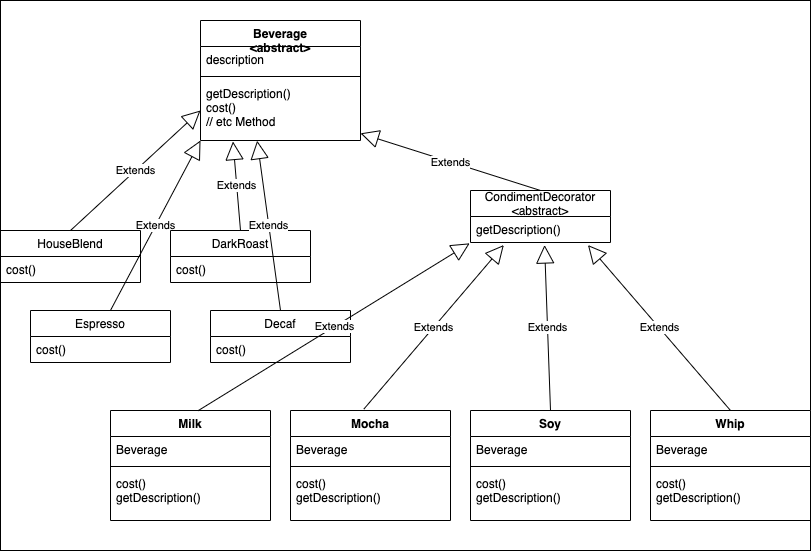 Beverage
<abstract>
description
getDescription()
cost()
// etc Method
Extends
Extends
Extends
Extends
Extends
CondimentDecorator
<abstract>
getDescription()
HouseBlend
cost()
DarkRoast
cost()
Espresso
cost()
Decaf
cost()
Extends
Extends
Extends
Extends
Milk
Beverage
cost()
getDescription()
Mocha
Beverage
cost()
getDescription()
Soy
Beverage
cost()
getDescription()
Whip
Beverage
cost()
getDescription()